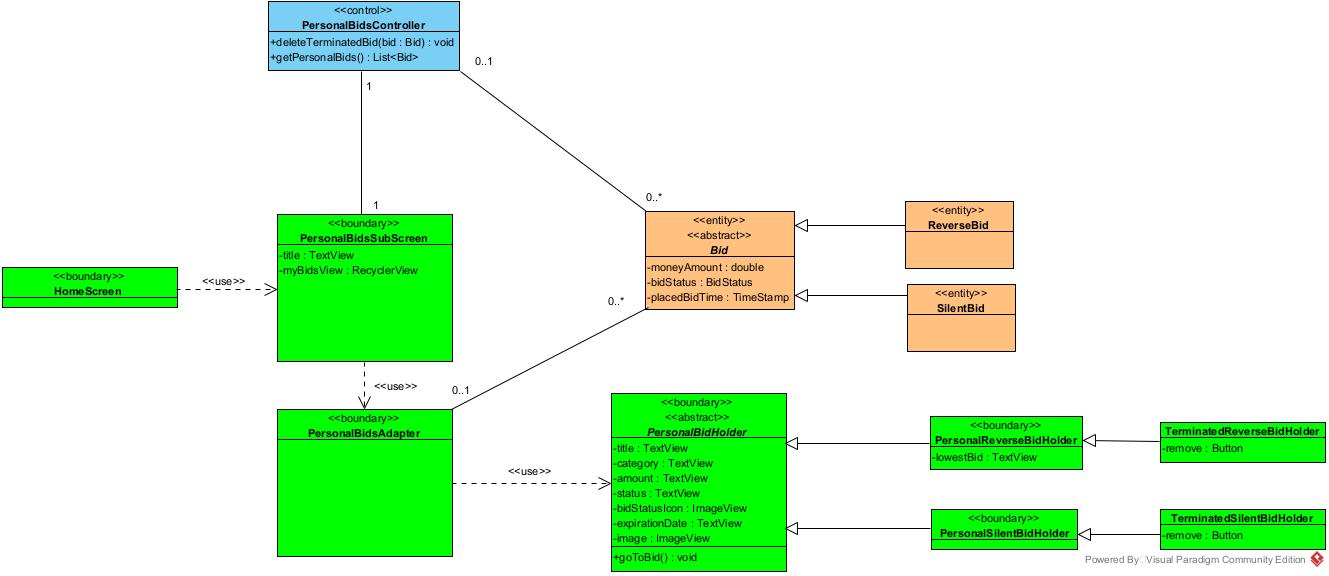 <<control>>
PersonalBidsController
+deleteTerminatedBid(bid : Bid) : void
+getPersonalBids() : List<Bid>
0..1
1
1
0..*
<<boundary>>
PersonalBidsSubScreen
-title : TextView
-myBidsView : RecyclerView
<<boundary>>
HomeScreen
<<use>>
<<entity>>
<<abstract>>
Bid
-moneyAmount : double
-bidStatus : BidStatus
-placedBidTime : TimeStamp
<<entity>>
ReverseBid
<<entity>>
SilentBid
0..*
0..1
<<use>>
<<boundary>>
PersonalBidsAdapter
<<use>>
<<boundary>>
<<abstract>>
PersonalBidHolder
-title : TextView
-category : TextView
-amount : TextView
-status : TextView
-bidStatusIcon : ImageView
-expirationDate : TextView
-image : ImageView
+goToBid() : void
<<boundary>>
PersonalReverseBidHolder
-lowestBid : TextView
TerminatedReverseBidHolder
-remove : Button
<<boundary>>
PersonalSilentBidHolder
TerminatedSilentBidHolder
-remove : Button
Powered By Visual Paradigm Community Edition